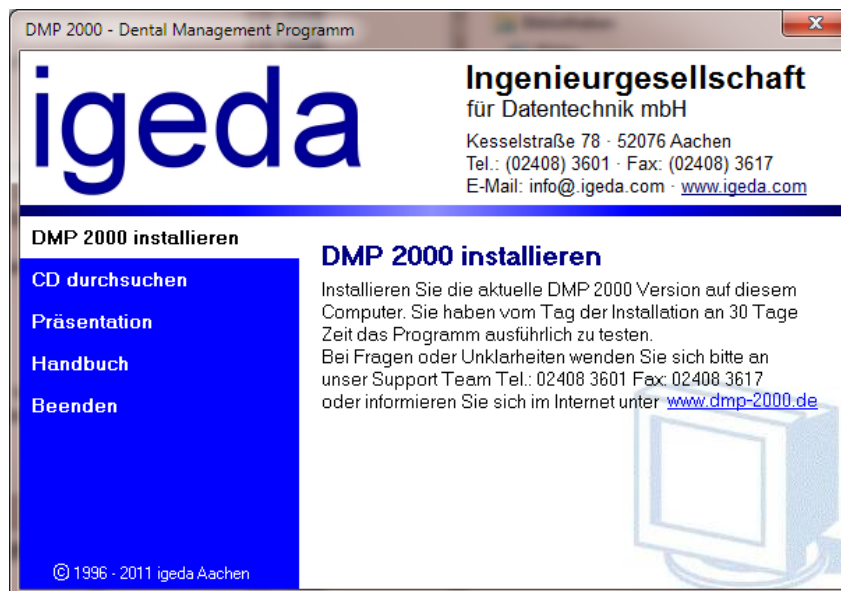 DMP 2000 - Dental Management Programm
igeda
Ingenieurgesellschaft
für Datentechnik mbH
Kesselstraße 78 · 52076 Aachen
Tel.: (02408) 3601 · Fax: (02408) 3617
E-Mail: info@.igeda.com · www.igeda.com
DMP 2000 installieren
CD durchsuchen
Präsentation
Handbuch
Beenden
© 1996 - 2011 igeda Aachen
DMP 2000 installieren
Installieren Sie die aktuelle DMP 2000 Version auf diesem
Computer. Sie haben vom Tag der Installation an 30 Tage
Zeit das Programm ausführlich zu testen.
Bei Fragen oder Unklarheiten wenden Sie sich bitte an
unser Support Team Tel.: 02408 3601 Fax: 02408 3617
oder informieren Sie sich im Internet unter www.dmp-2000.de